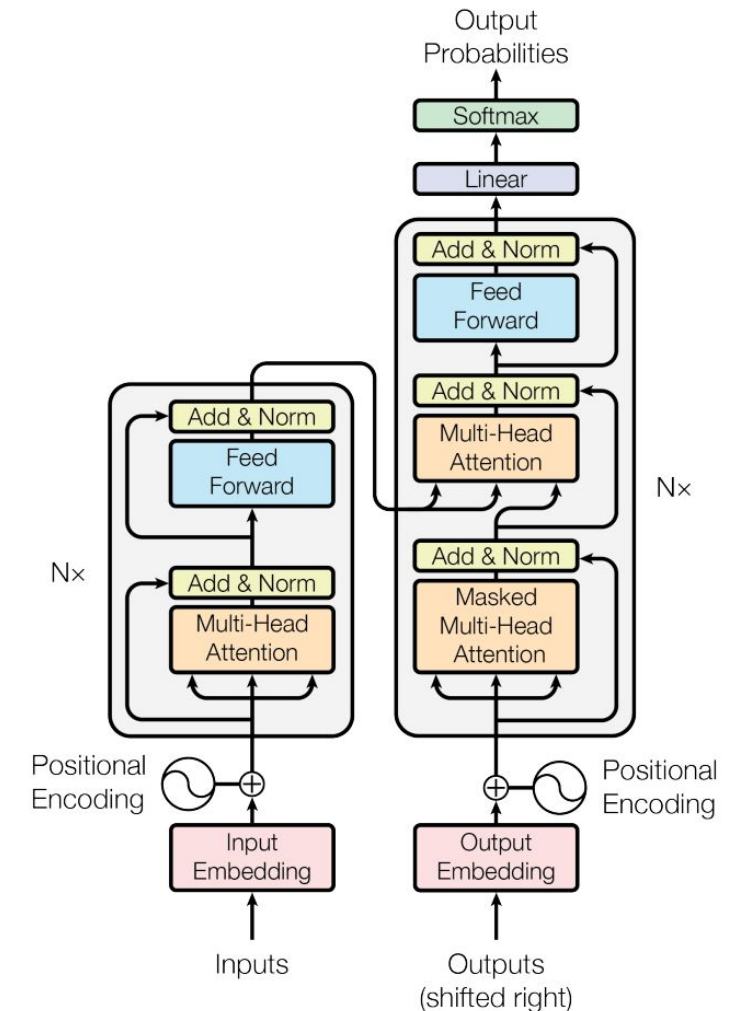 Output
Probabilities
Softmax
Linear
Add & Norm
Feed
Forward
Add & Norm
Multi-Head
Attention
Add & Norm
Masked
Multi-Head
Attention
Nx
Add & Norm
Feed
Forward
Add & Norm
Multi-Head
Attention
Nx
Positional
Encoding
Positional
Encoding
Input
Embedding
Output
Embedding
Inputs
Outputs
(shifted right)